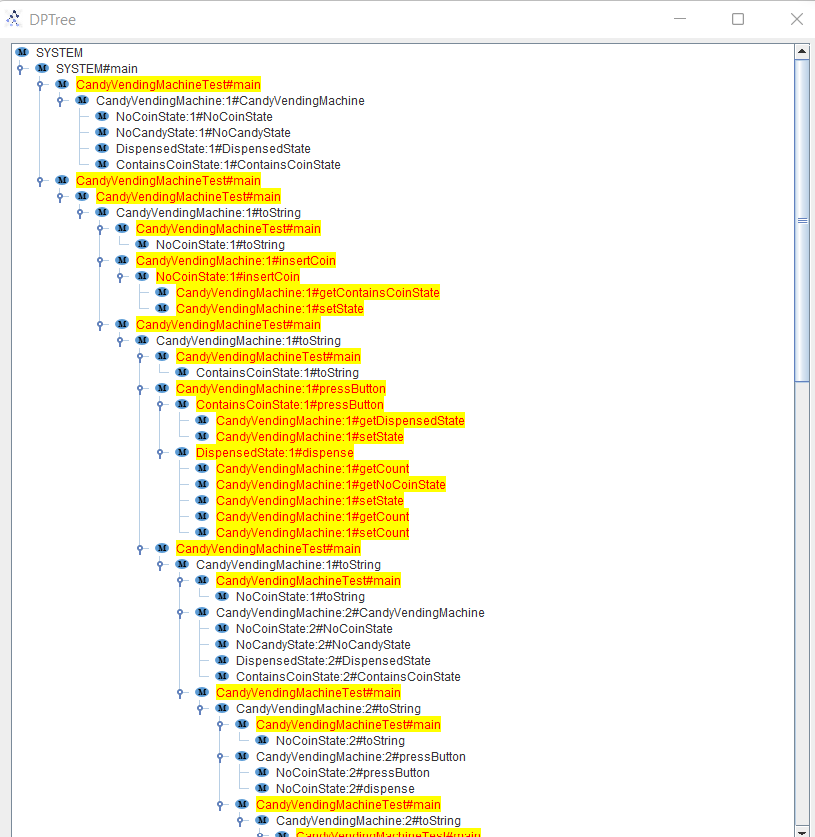 DPTree
SYSTEM
SYSTEM#main
CandyVendingMachineTest#main
CandyVendingMachine:1#CandyVendingMachine
NoCoinState:1#NoCoinState
NoCandyState:1#NoCandyState
DispensedState:1#DispensedState
ContainsCoinState:1#ContainsCoinState
CandyVendingMachineTest#main
CandyVendingMachineTest#main
CandyVendingMachine:1#toString
CandyVendingMachineTest#main
NoCoinState:1#toString
CandyVendingMachine:1#insertCoin
NoCoinState:1#insertCoin
CandyVendingMachine:1#getContainsCoinState
CandyVendingMachine:1#setState
CandyVendingMachineTest#main
CandyVendingMachine:1#toString
CandyVendingMachineTest#main
ContainsCoinState:1#toString
CandyVendingMachine:1#pressButton
ContainsCoinState:1#pressButton
CandyVendingMachine:1#getDispensedState
CandyVendingMachine:1#setState
DispensedState:1#dispense
CandyVendingMachine:1#getCount
CandyVendingMachine:1#getNoCoinState
CandyVendingMachine:1#setState
CandyVendingMachine:1#getCount
CandyVendingMachine:1#setCount
CandyVendingMachineTest#main
CandyVendingMachine:1#toString
CandyVendingMachineTest#main
NoCoinState:1#toString
CandyVendingMachine:2#CandyVendingMachine
NoCoinState:2#NoCoinState
NoCandyState:2#NoCandyState
DispensedState:2#DispensedState
ContainsCoinState:2#ContainsCoinState
CandyVendingMachineTest#main
CandyVendingMachine:2#toString
CandyVendingMachineTest#main
NoCoinState:2#toString
CandyVendingMachine:2#pressButton
NoCoinState:2#pressButton
NoCoinState:2#dispense
CandyVendingMachineTest#main
CandyVendingMachine:2#toString
CandyVendingMachineTest#main